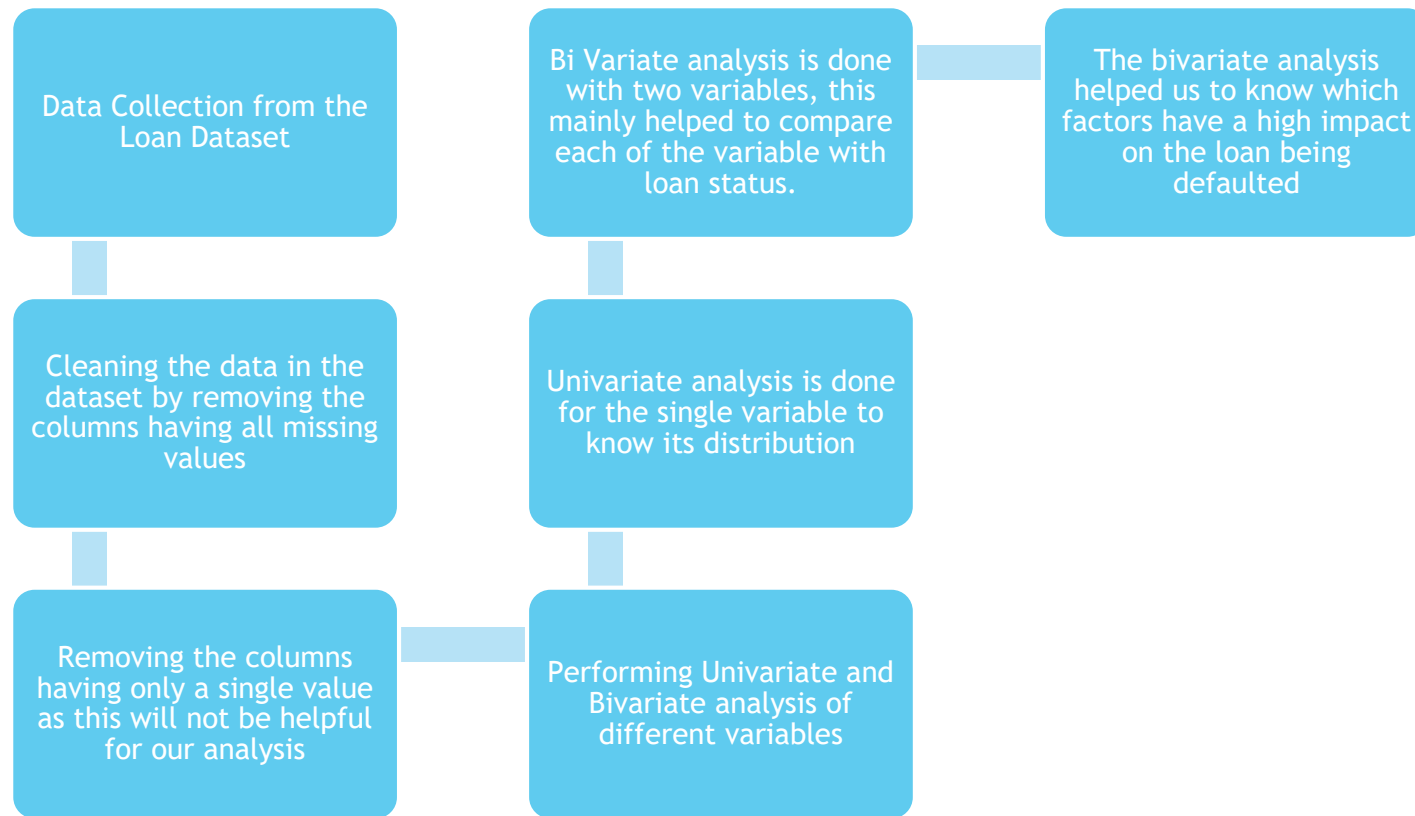 Data Collection from the
Loan Dataset
Cleaning the data in the
dataset by removing the
columns having all missing
values
Removing the columns
having only a single value
as this will not be helpful
for our analysis
Performing Univariate and
Bivariate analysis of
different variables
Univariate analysis is done
for the single variable to
know its distribution
Bi Variate analysis is done
with two variables, this
mainly helped to compare
each of the variable with
loan status.
The bivariate analysis
helped us to know which
factors have a high impact
on the loan being
defaulted